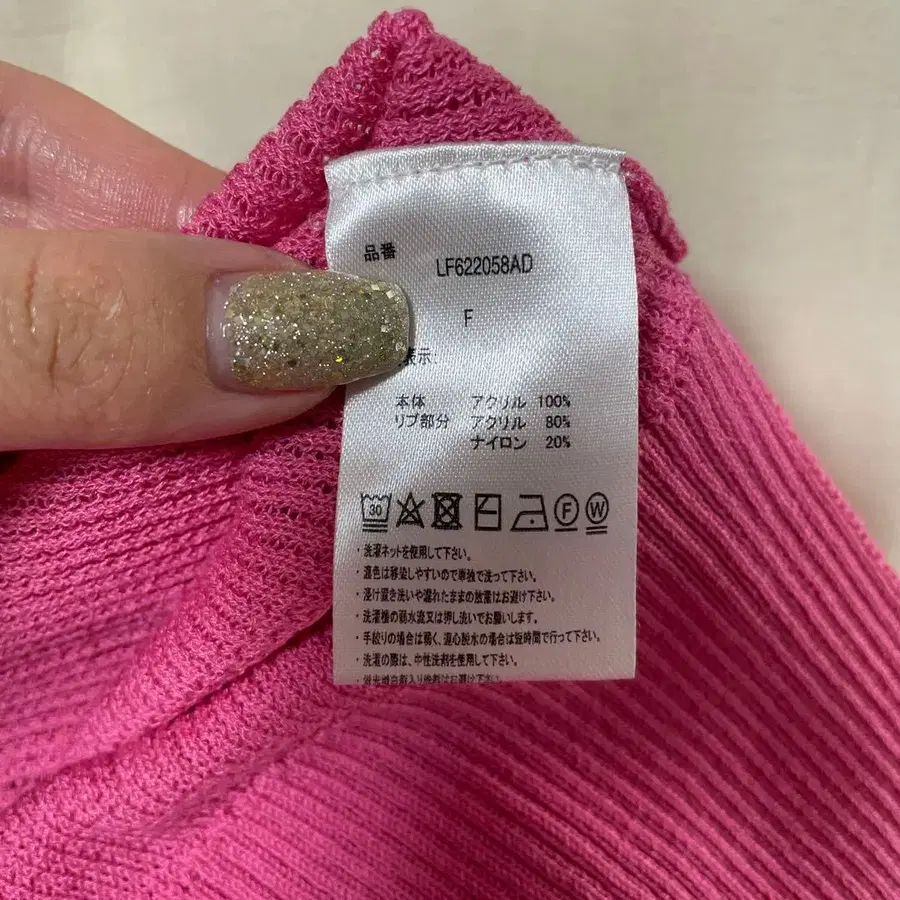 品番 LF622058AD
F
表示:
本体 アクリル 100%
リブ部分 アクリル 80%
ナイロン 20%
30 F W
・洗濯ネットを使用して下さい。
・濃色は移染しやすいので単独で洗って下さい。
・浸け置き洗いや濡れたままの放置はお避け下さい。
・洗濯機の弱水流又は押し洗いでお願いします。
・手絞りの場合は弱く、遠心脱水の場合は短時間で行って下さい。
・洗濯の際は、中性洗剤を使用して下さい。